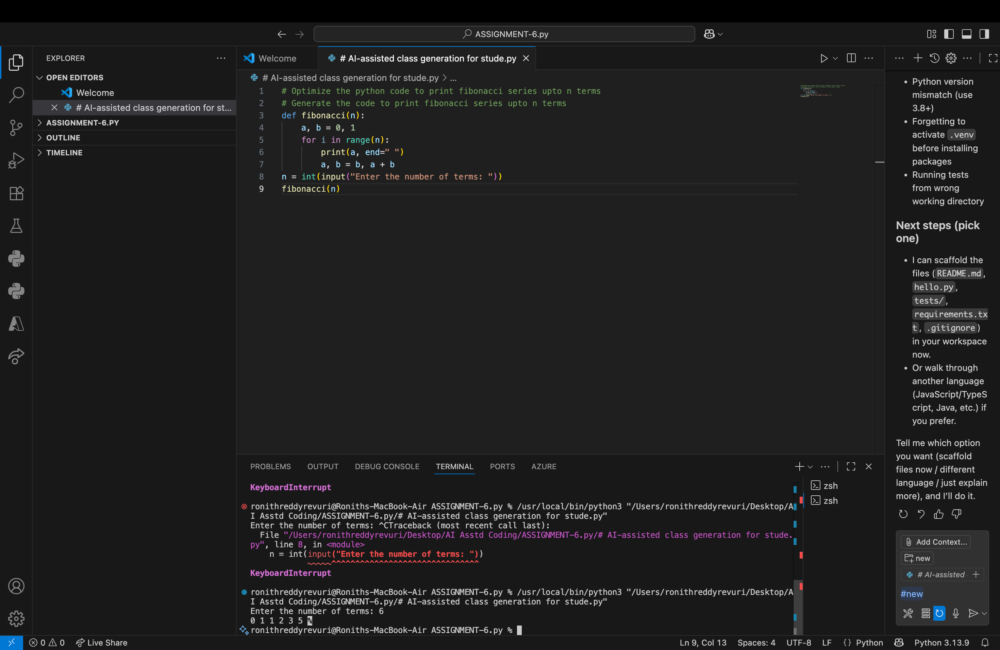 ASSIGNMENT-6.py
EXPLORER
OPEN EDITORS
Welcome
# AI-assisted class generation for st...
ASSIGNMENT-6.PY
OUTLINE
TIMELINE
Welcome
# AI-assisted class generation for stude.py
# AI-assisted class generation for stude.py > ...
1 # Optimize the python code to print fibonacci series upto n terms
2 # Generate the code to print fibonacci series upto n terms
3 def fibonacci(n):
4 a, b = 0, 1
5 for i in range(n):
6 print(a, end=" ")
7 a, b = b, a + b
8 n = int(input("Enter the number of terms: "))
9 fibonacci(n)
PROBLEMS OUTPUT DEBUG CONSOLE TERMINAL PORTS AZURE
KeyboardInterrupt
ronithreddyrevuri@Roniths-MacBook-Air ASSIGNMENT-6.py % /usr/local/bin/python3 "/Users/ronithreddyrevuri/Desktop/A
I Asstd Coding/ASSIGNMENT-6.py/# AI-assisted class generation for stude.py"
Enter the number of terms: ^CTraceback (most recent call last):
File "/Users/ronithreddyrevuri/Desktop/AI Asstd Coding/ASSIGNMENT-6.py/# AI-assisted class generation for stude.
py", line 8, in <module>
n = int(input("Enter the number of terms: "))
~~~~~^^^^^^^^^^^^^^^^^^^^^^^^^^^^^^^
KeyboardInterrupt
ronithreddyrevuri@Roniths-MacBook-Air ASSIGNMENT-6.py % /usr/local/bin/python3 "/Users/ronithreddyrevuri/Desktop/A
I Asstd Coding/ASSIGNMENT-6.py/# AI-assisted class generation for stude.py"
Enter the number of terms: 6
0 1 1 2 3 5 %
ronithreddyrevuri@Roniths-MacBook-Air ASSIGNMENT-6.py %
zsh
zsh
• Python version
mismatch (use
3.8+)
• Forgetting to
activate .venv
before installing
packages
• Running tests
from wrong
working directory
Next steps (pick
one)
• I can scaffold the
files (README.md,
hello.py,
tests/,
requirements.tx
t, .gitignore)
in your workspace
now.
• Or walk through
another language
(JavaScript/TypeS
cript, Java, etc.) if
you prefer.
Tell me which option
you want (scaffold
files now / different
language / just explain
more), and I'll do it.
Add Context...
new
# AI-assisted
#new
0 0 Live Share
Ln 9, Col 13 Spaces: 4 UTF-8 LF {} Python Python 3.13.9